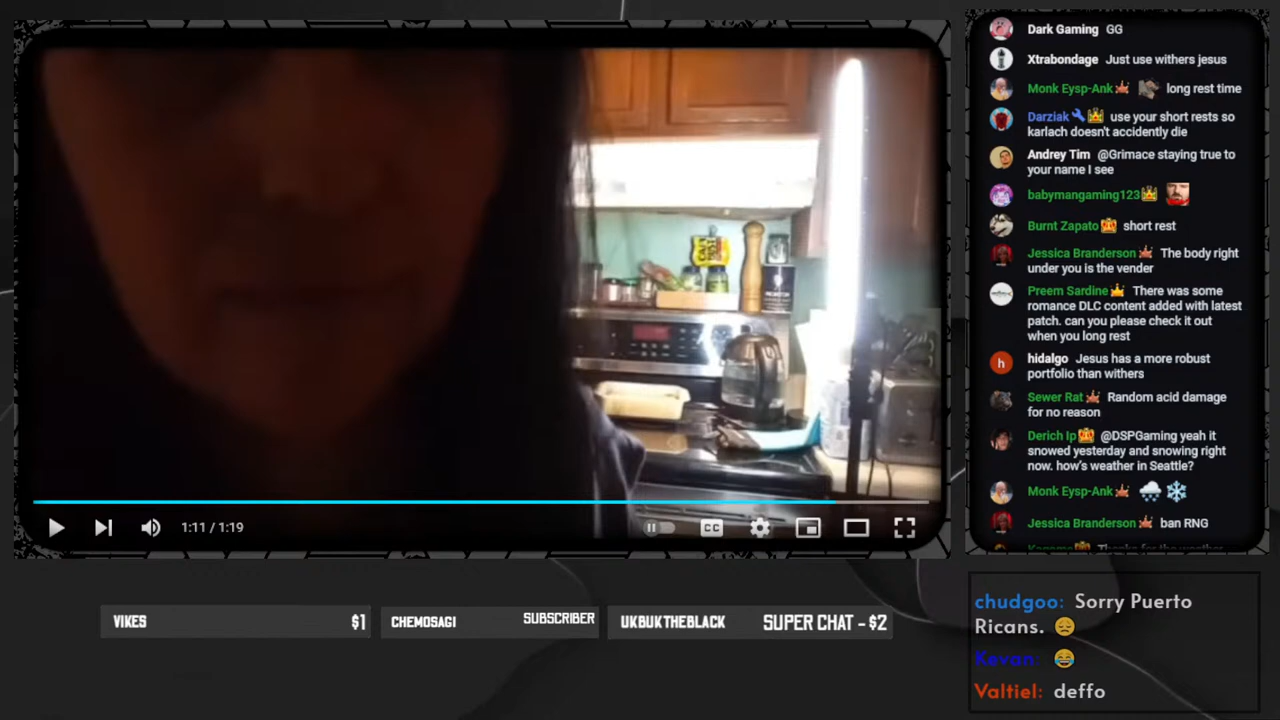 1:11 / 1:19
CC
VIKES $1
CHEMOSAGI SUBSCRIBER
UKBUKTHEBLACK SUPER CHAT - $2
Dark Gaming GG
Xtrabondage Just use withers jesus
Monk Eysp-Ank long rest time
Darziak use your short rests so
karlach doesn't accidently die
Andrey Tim @Grimace staying true to
your name I see
babymangaming123
Burnt Zapato short rest
Jessica Branderson The body right
under you is the vender
Preem Sardine There was some
romance DLC content added with latest
patch. can you please check it out
when you long rest
h
hidalgo Jesus has a more robust
portfolio than withers
Sewer Rat Random acid damage
for no reason
Derich Ip @DSPGaming yeah it
snowed yesterday and snowing right
now. how's weather in Seattle?
Monk Eysp-Ank
Jessica Branderson ban RNG
Thanks for the weather
chudgoo: Sorry Puerto
Ricans. 😔
Kevan: 😂
Valtiel: deffo